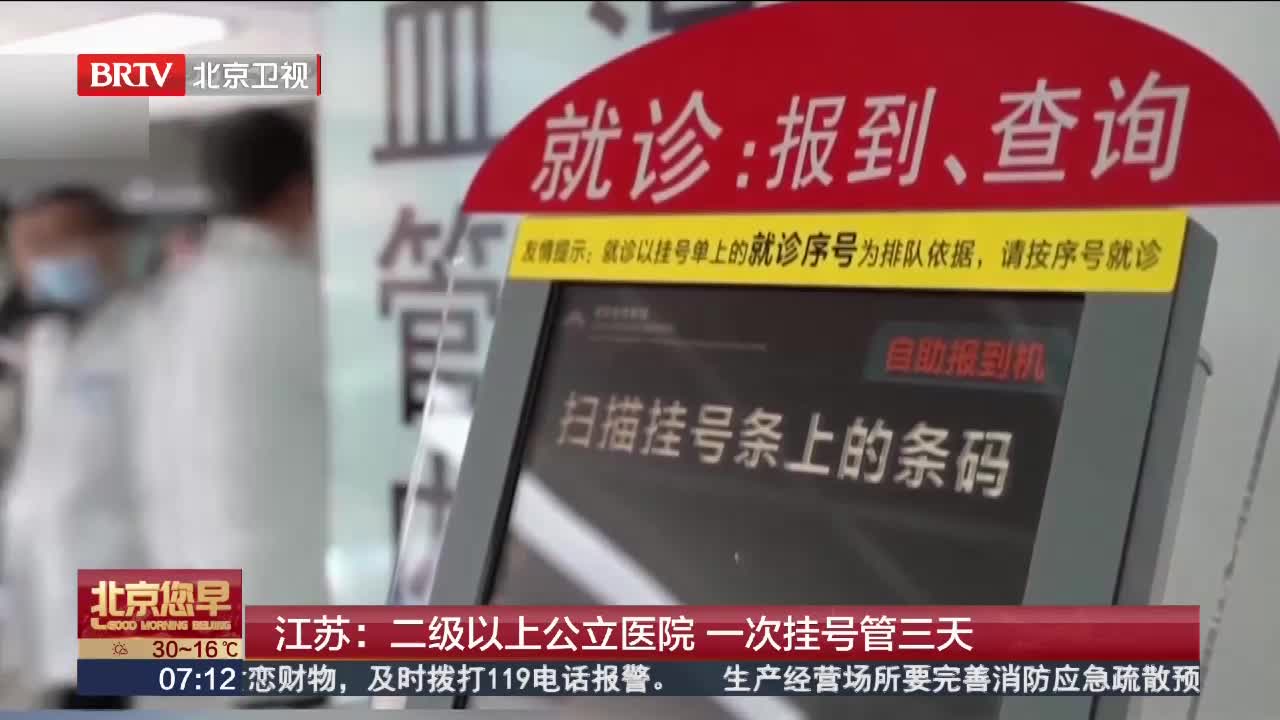 BRTV 北京卫视
血
管
就诊:报到、查询
友情提示:就诊以挂号单上的就诊序号为排队依据,请按序号就诊
自助报到机
扫描挂号条上的条码
北京您早
GOOD MORNING BEIJING
江苏:二级以上公立医院 一次挂号管三天
30~16℃
07:12
恋财物,及时拨打119电话报警。 生产经营场所要完善消防应急疏散预